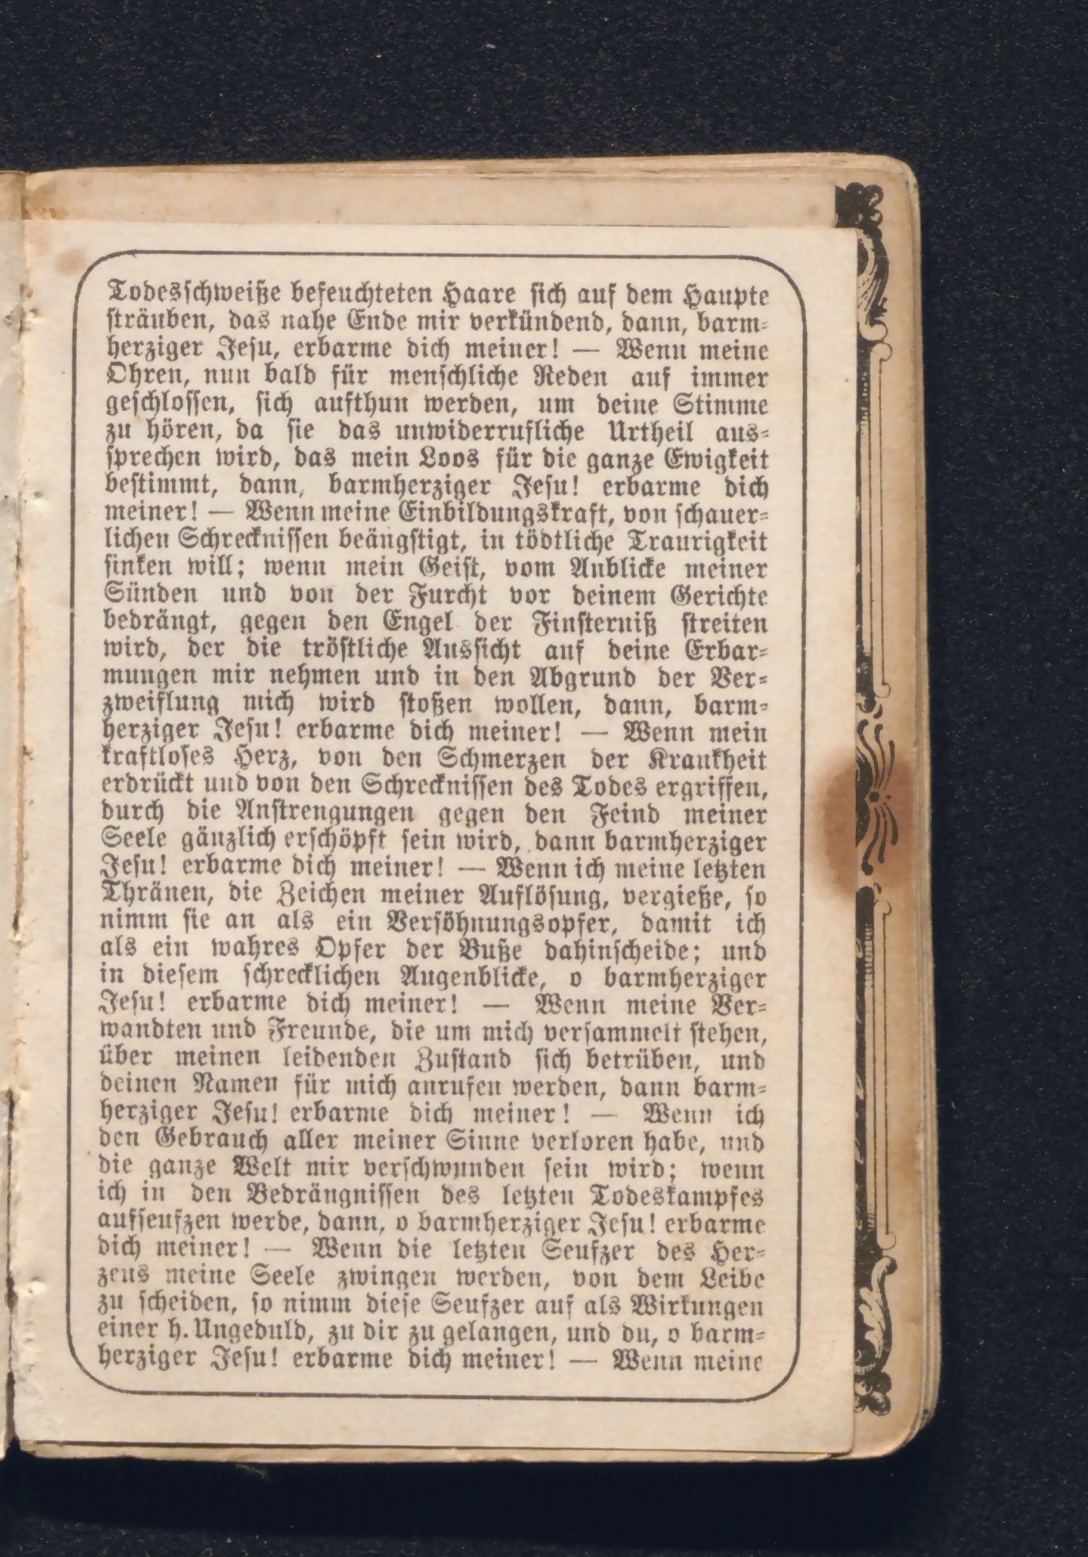 Todesschweiße befeuchteten Haare sich auf dem Haupte
sträuben, das nahe Ende mir verkündend, dann, barm-
herziger Jesu, erbarme dich meiner! — Wenn meine
Ohren, nun bald für menschliche Reden auf immer
geschlossen, sich aufthun werden, um deine Stimme
zu hören, da sie das unwiderrufliche Urtheil aus-
sprechen wird, das mein Loos für die ganze Ewigkeit
bestimmt, dann, barmherziger Jesu! erbarme dich
meiner! — Wenn meine Einbildungskraft, von schauer-
lichen Schrecknissen beängstigt, in tödtliche Traurigkeit
sinken will; wenn mein Geist, vom Anblicke meiner
Sünden und von der Furcht vor deinem Gerichte
bedrängt, gegen den Engel der Finsterniß streiten
wird, der die tröstliche Aussicht auf deine Erbar-
mungen mir nehmen und in den Abgrund der Ver-
zweiflung mich wird stoßen wollen, dann, barm-
herziger Jesu! erbarme dich meiner! — Wenn mein
kraftloses Herz, von den Schmerzen der Krankheit
erdrückt und von den Schrecknissen des Todes ergriffen,
durch die Anstrengungen gegen den Feind meiner
Seele gänzlich erschöpft sein wird, dann barmherziger
Jesu! erbarme dich meiner! — Wenn ich meine letzten
Thränen, die Zeichen meiner Auflösung, vergieße, so
nimm sie an als ein Versöhnungsopfer, damit ich
als ein wahres Opfer der Buße dahinscheide; und
in diesem schrecklichen Augenblicke, o barmherziger
Jesu! erbarme dich meiner! — Wenn meine Ver-
wandten und Freunde, die um mich versammelt stehen,
über meinen leidenden Zustand sich betrüben, und
deinen Namen für mich anrufen werden, dann barm-
herziger Jesu! erbarme dich meiner! — Wenn ich
den Gebrauch aller meiner Sinne verloren habe, und
die ganze Welt mir verschwunden sein wird; wenn
ich in den Bedrängnissen des letzten Todeskampfes
aufseufzen werde, dann, o barmherziger Jesu! erbarme
dich meiner! — Wenn die letzten Seufzer des Her-
zens meine Seele zwingen werden, von dem Leibe
zu scheiden, so nimm diese Seufzer auf als Wirkungen
einer h. Ungeduld, zu dir zu gelangen, und du, o barm-
herziger Jesu! erbarme dich meiner! — Wenn meine